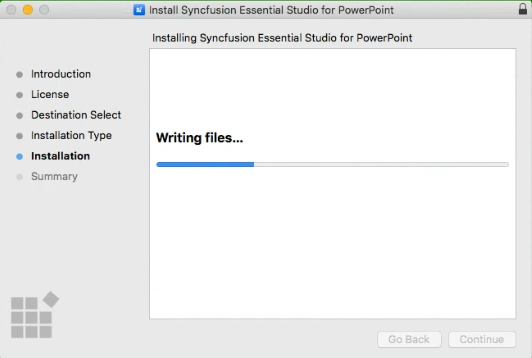 Install Syncfusion Essential Studio for PowerPoint
Installing Syncfusion Essential Studio for PowerPoint
Introduction
License
Destination Select
Installation Type
Installation
Summary
Writing files...
Go Back
Continue